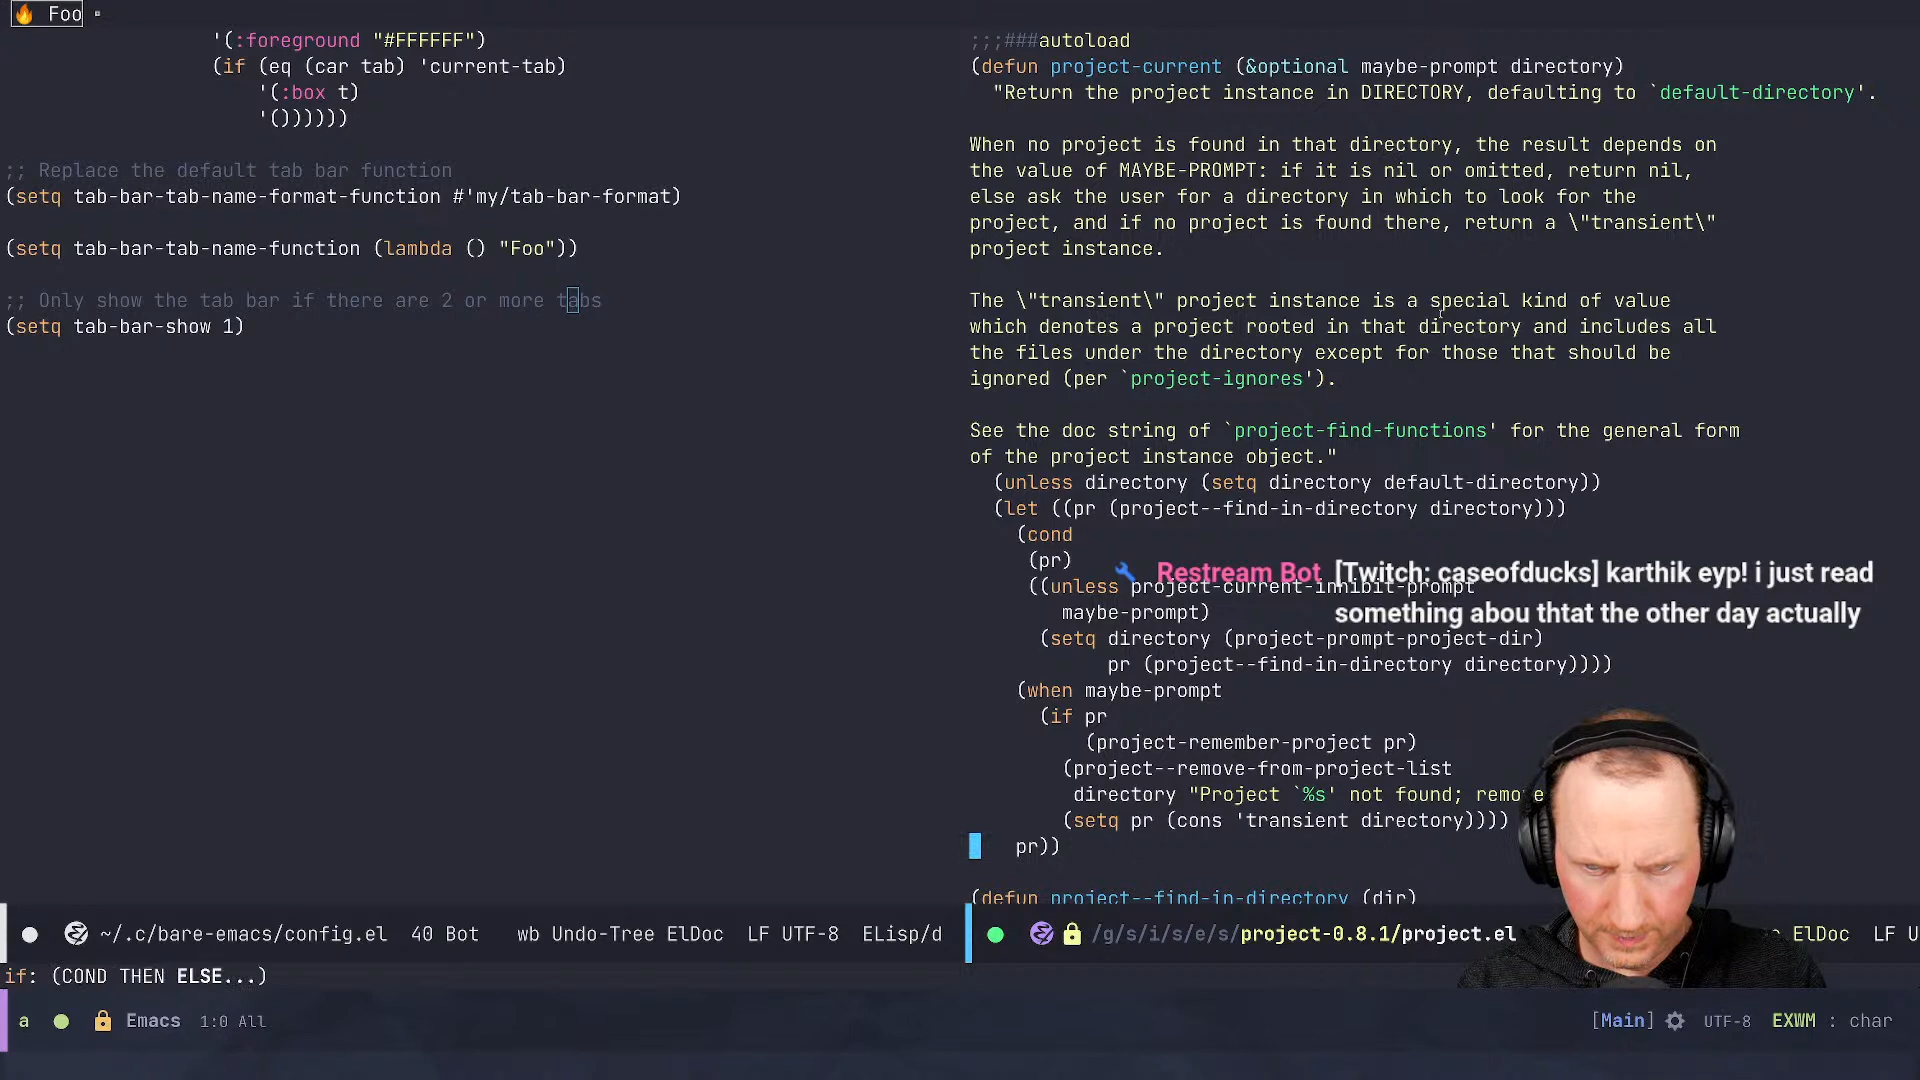 🔥 Foo
'(:foreground "#FFFFFF")
(if (eq (car tab) 'current-tab)
'(:box t)
'())))))
;; Replace the default tab bar function
(setq tab-bar-tab-name-format-function #'my/tab-bar-format)
(setq tab-bar-tab-name-function (lambda () "Foo"))
;; Only show the tab bar if there are 2 or more tabs
(setq tab-bar-show 1)
● ~/.c/bare-emacs/config.el 40 Bot wb Undo-Tree ElDoc LF UTF-8 ELisp/d
;;;###autoload
(defun project-current (&optional maybe-prompt directory)
"Return the project instance in DIRECTORY, defaulting to `default-directory'.
When no project is found in that directory, the result depends on
the value of MAYBE-PROMPT: if it is nil or omitted, return nil,
else ask the user for a directory in which to look for the
project, and if no project is found there, return a \"transient\"
project instance.
The \"transient\" project instance is a special kind of value
which denotes a project rooted in that directory and includes all
the files under the directory except for those that should be
ignored (per `project-ignores').
See the doc string of `project-find-functions' for the general form
of the project instance object."
(unless directory (setq directory default-directory))
(let ((pr (project--find-in-directory directory)))
(cond
(pr)
((unless project-current-inhibit-prompt
maybe-prompt)
(setq directory (project-prompt-project-dir)
pr (project--find-in-directory directory))))
(when maybe-prompt
(if pr
(project-remember-project pr)
(project--remove-from-project-list
directory "Project `%s' not found; remove
(setq pr (cons 'transient directory))))
pr))
(defun project--find-in-directory (dir)
Restream Bot [Twitch: caseofducks] karthik eyp! i just read
something abou thtat the other day actually
● /g/s/i/s/e/s/project-0.8.1/project.el ElDoc LF U
if: (COND THEN ELSE...)
a ● Emacs 1:0 All [Main] UTF-8 EXWM : char